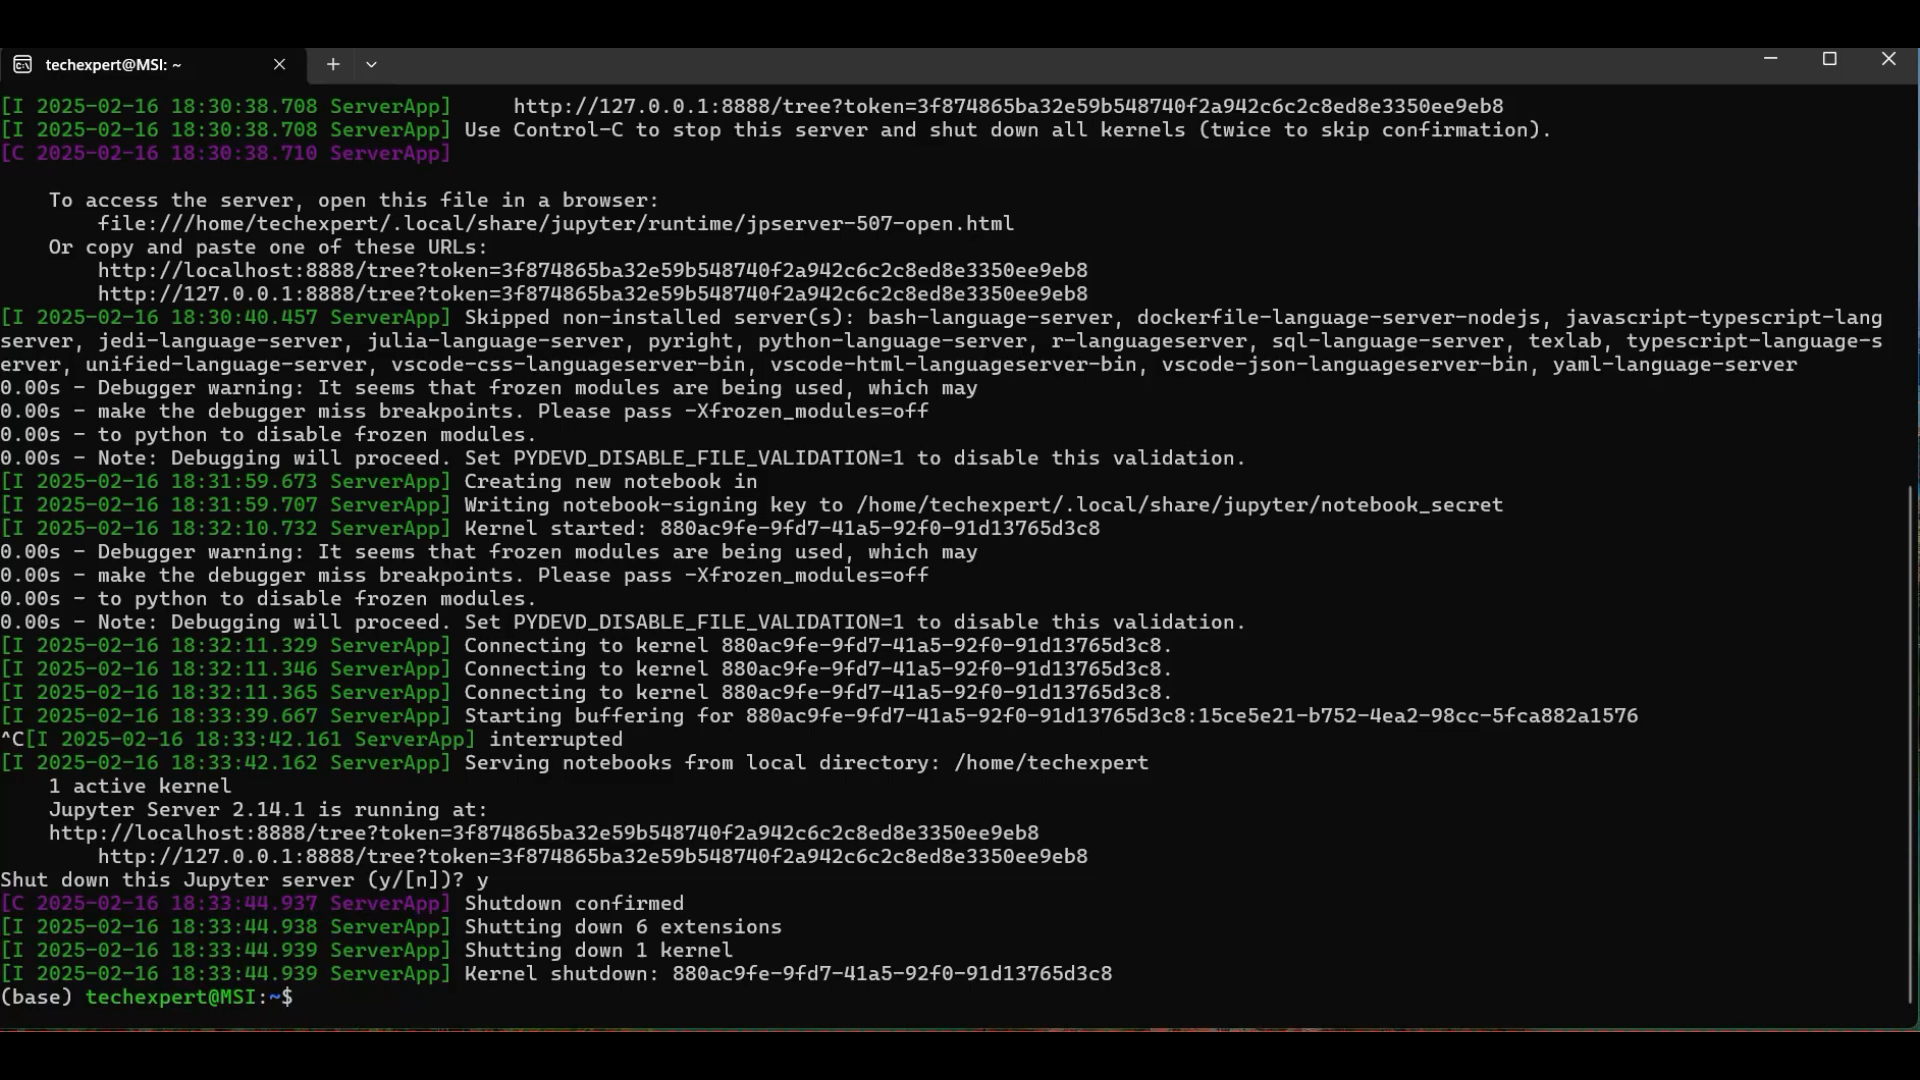 techexpert@MSI: ~
[I 2025-02-16 18:30:38.708 ServerApp]     http://127.0.0.1:8888/tree?token=3f874865ba32e59b548740f2a942c6c2c8ed8e3350ee9eb8
[I 2025-02-16 18:30:38.708 ServerApp] Use Control-C to stop this server and shut down all kernels (twice to skip confirmation).
[C 2025-02-16 18:30:38.710 ServerApp]
    To access the server, open this file in a browser:
        file:///home/techexpert/.local/share/jupyter/runtime/jpserver-507-open.html
    Or copy and paste one of these URLs:
        http://localhost:8888/tree?token=3f874865ba32e59b548740f2a942c6c2c8ed8e3350ee9eb8
        http://127.0.0.1:8888/tree?token=3f874865ba32e59b548740f2a942c6c2c8ed8e3350ee9eb8
[I 2025-02-16 18:30:40.457 ServerApp] Skipped non-installed server(s): bash-language-server, dockerfile-language-server-nodejs, javascript-typescript-lang
server, jedi-language-server, julia-language-server, pyright, python-language-server, r-languageserver, sql-language-server, texlab, typescript-language-s
erver, unified-language-server, vscode-css-languageserver-bin, vscode-html-languageserver-bin, vscode-json-languageserver-bin, yaml-language-server
0.00s - Debugger warning: It seems that frozen modules are being used, which may
0.00s - make the debugger miss breakpoints. Please pass -Xfrozen_modules=off
0.00s - to python to disable frozen modules.
0.00s - Note: Debugging will proceed. Set PYDEVD_DISABLE_FILE_VALIDATION=1 to disable this validation.
[I 2025-02-16 18:31:59.673 ServerApp] Creating new notebook in
[I 2025-02-16 18:31:59.707 ServerApp] Writing notebook-signing key to /home/techexpert/.local/share/jupyter/notebook_secret
[I 2025-02-16 18:32:10.732 ServerApp] Kernel started: 880ac9fe-9fd7-41a5-92f0-91d13765d3c8
0.00s - Debugger warning: It seems that frozen modules are being used, which may
0.00s - make the debugger miss breakpoints. Please pass -Xfrozen_modules=off
0.00s - to python to disable frozen modules.
0.00s - Note: Debugging will proceed. Set PYDEVD_DISABLE_FILE_VALIDATION=1 to disable this validation.
[I 2025-02-16 18:32:11.329 ServerApp] Connecting to kernel 880ac9fe-9fd7-41a5-92f0-91d13765d3c8.
[I 2025-02-16 18:32:11.346 ServerApp] Connecting to kernel 880ac9fe-9fd7-41a5-92f0-91d13765d3c8.
[I 2025-02-16 18:32:11.365 ServerApp] Connecting to kernel 880ac9fe-9fd7-41a5-92f0-91d13765d3c8.
[I 2025-02-16 18:33:39.667 ServerApp] Starting buffering for 880ac9fe-9fd7-41a5-92f0-91d13765d3c8:15ce5e21-b752-4ea2-98cc-5fca882a1576
^C[I 2025-02-16 18:33:42.161 ServerApp] interrupted
[I 2025-02-16 18:33:42.162 ServerApp] Serving notebooks from local directory: /home/techexpert
    1 active kernel
    Jupyter Server 2.14.1 is running at:
    http://localhost:8888/tree?token=3f874865ba32e59b548740f2a942c6c2c8ed8e3350ee9eb8
        http://127.0.0.1:8888/tree?token=3f874865ba32e59b548740f2a942c6c2c8ed8e3350ee9eb8
Shut down this Jupyter server (y/[n])? y
[C 2025-02-16 18:33:44.937 ServerApp] Shutdown confirmed
[I 2025-02-16 18:33:44.938 ServerApp] Shutting down 6 extensions
[I 2025-02-16 18:33:44.939 ServerApp] Shutting down 1 kernel
[I 2025-02-16 18:33:44.939 ServerApp] Kernel shutdown: 880ac9fe-9fd7-41a5-92f0-91d13765d3c8
(base) techexpert@MSI:~$